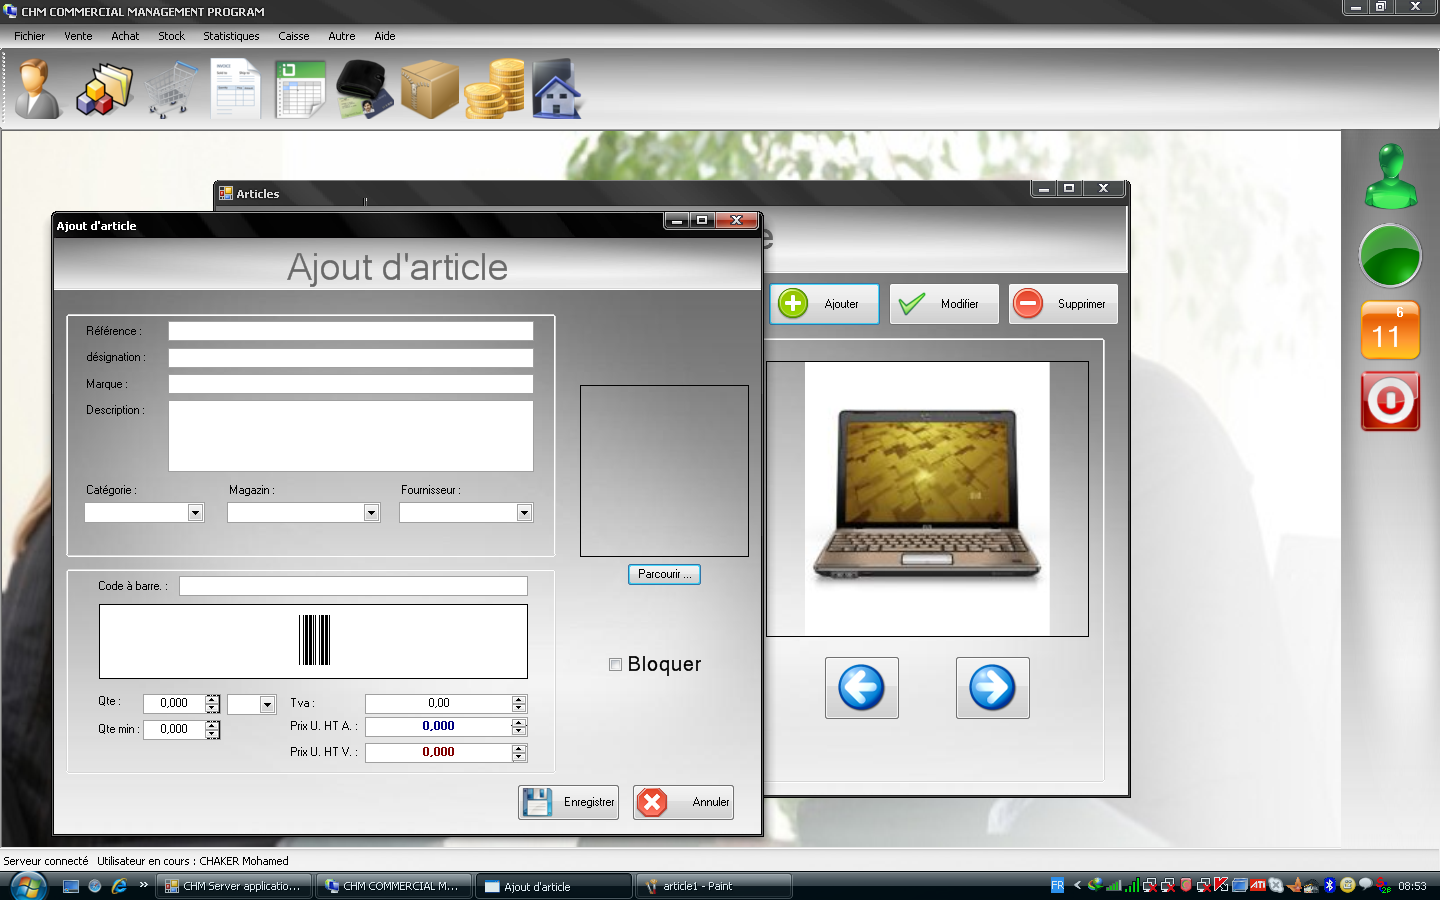 CHM COMMERCIAL MANAGEMENT PROGRAM
Fichier Vente Achat Stock Statistiques Caisse Autre Aide
INVOICE
Articles
Ajout d'article
Ajout d'article
e
Ajouter Modifier Supprimer
6
11
Référence :
désignation :
Marque :
Description :
Catégorie : Magazin : Fournisseur :
Parcourir ...
Code à barre. :
Bloquer
Qte : 0,000 Tva : 0,00
Qte min : 0,000 Prix U. HT A. : 0,000
Prix U. HT V. : 0,000
Enregistrer Annuler
Serveur connecté Utilisateur en cours : CHAKER Mohamed
CHM Server applicatio... CHM COMMERCIAL M... Ajout d'article article1 - Paint FR ATI 08:53